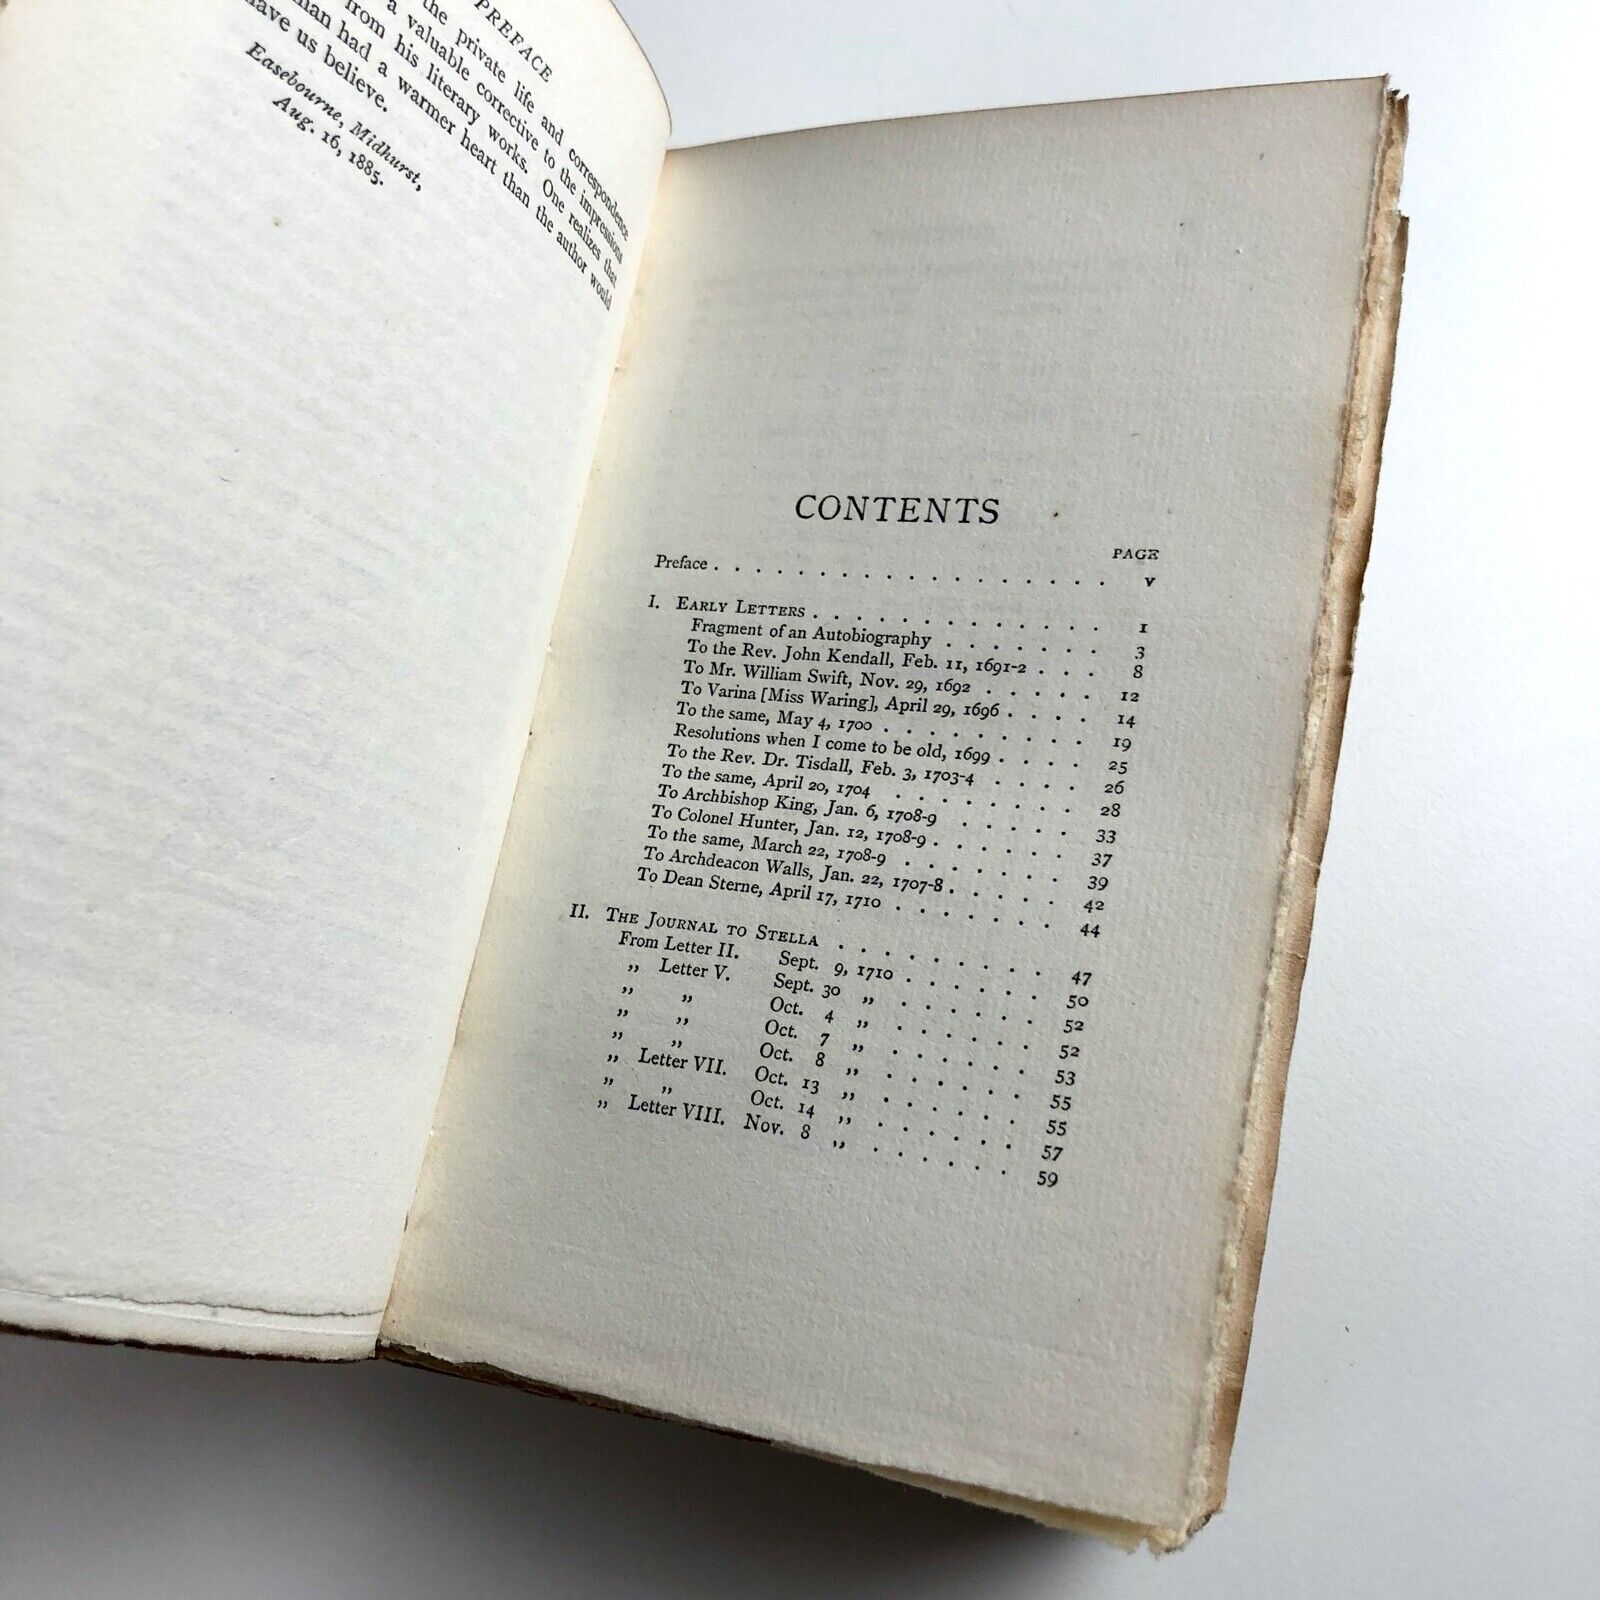 PREFACE
the private life and correspondence
a valuable corrective to the impressions
from his literary works. One realizes that
man had a warmer heart than the author would
have us believe.
Easebourne, Midhurst,
Aug. 16, 1885.
CONTENTS
PAGE
Preface . . . . . . . . . . . . . . . . . . . v
I. EARLY LETTERS . . . . . . . . . . . . 1
Fragment of an Autobiography . . . . . . . 3
To the Rev. John Kendall, Feb. 11, 1691-2 . . . 8
To Mr. William Swift, Nov. 29, 1692 . . . . . 12
To Varina [Miss Waring], April 29, 1696 . . . . 14
To the same, May 4, 1700 . . . . . . . . . 19
Resolutions when I come to be old, 1699 . . . . 25
To the Rev. Dr. Tisdall, Feb. 3, 1703-4 . . . . 26
To the same, April 20, 1704 . . . . . . . 28
To Archbishop King, Jan. 6, 1708-9 . . . . . 33
To Colonel Hunter, Jan. 12, 1708-9 . . . . . . 37
To the same, March 22, 1708-9 . . . . . . 39
To Archdeacon Walls, Jan. 22, 1707-8 . . . . . 42
To Dean Sterne, April 17, 1710 . . . . . . . 44
II. THE JOURNAL TO STELLA . . . . . . . . 47
From Letter II. Sept. 9, 1710 . . . . . . 50
„ Letter V. Sept. 30 „ . . . . . . 52
„ „ Oct. 4 „ . . . . . . 52
„ „ Oct. 7 „ . . . . . . 53
„ „ Oct. 8 „ . . . . . . 55
„ Letter VII. Oct. 13 „ . . . . . . 55
„ „ Oct. 14 „ . . . . . . 57
„ Letter VIII. Nov. 8 „ . . . . . . 59